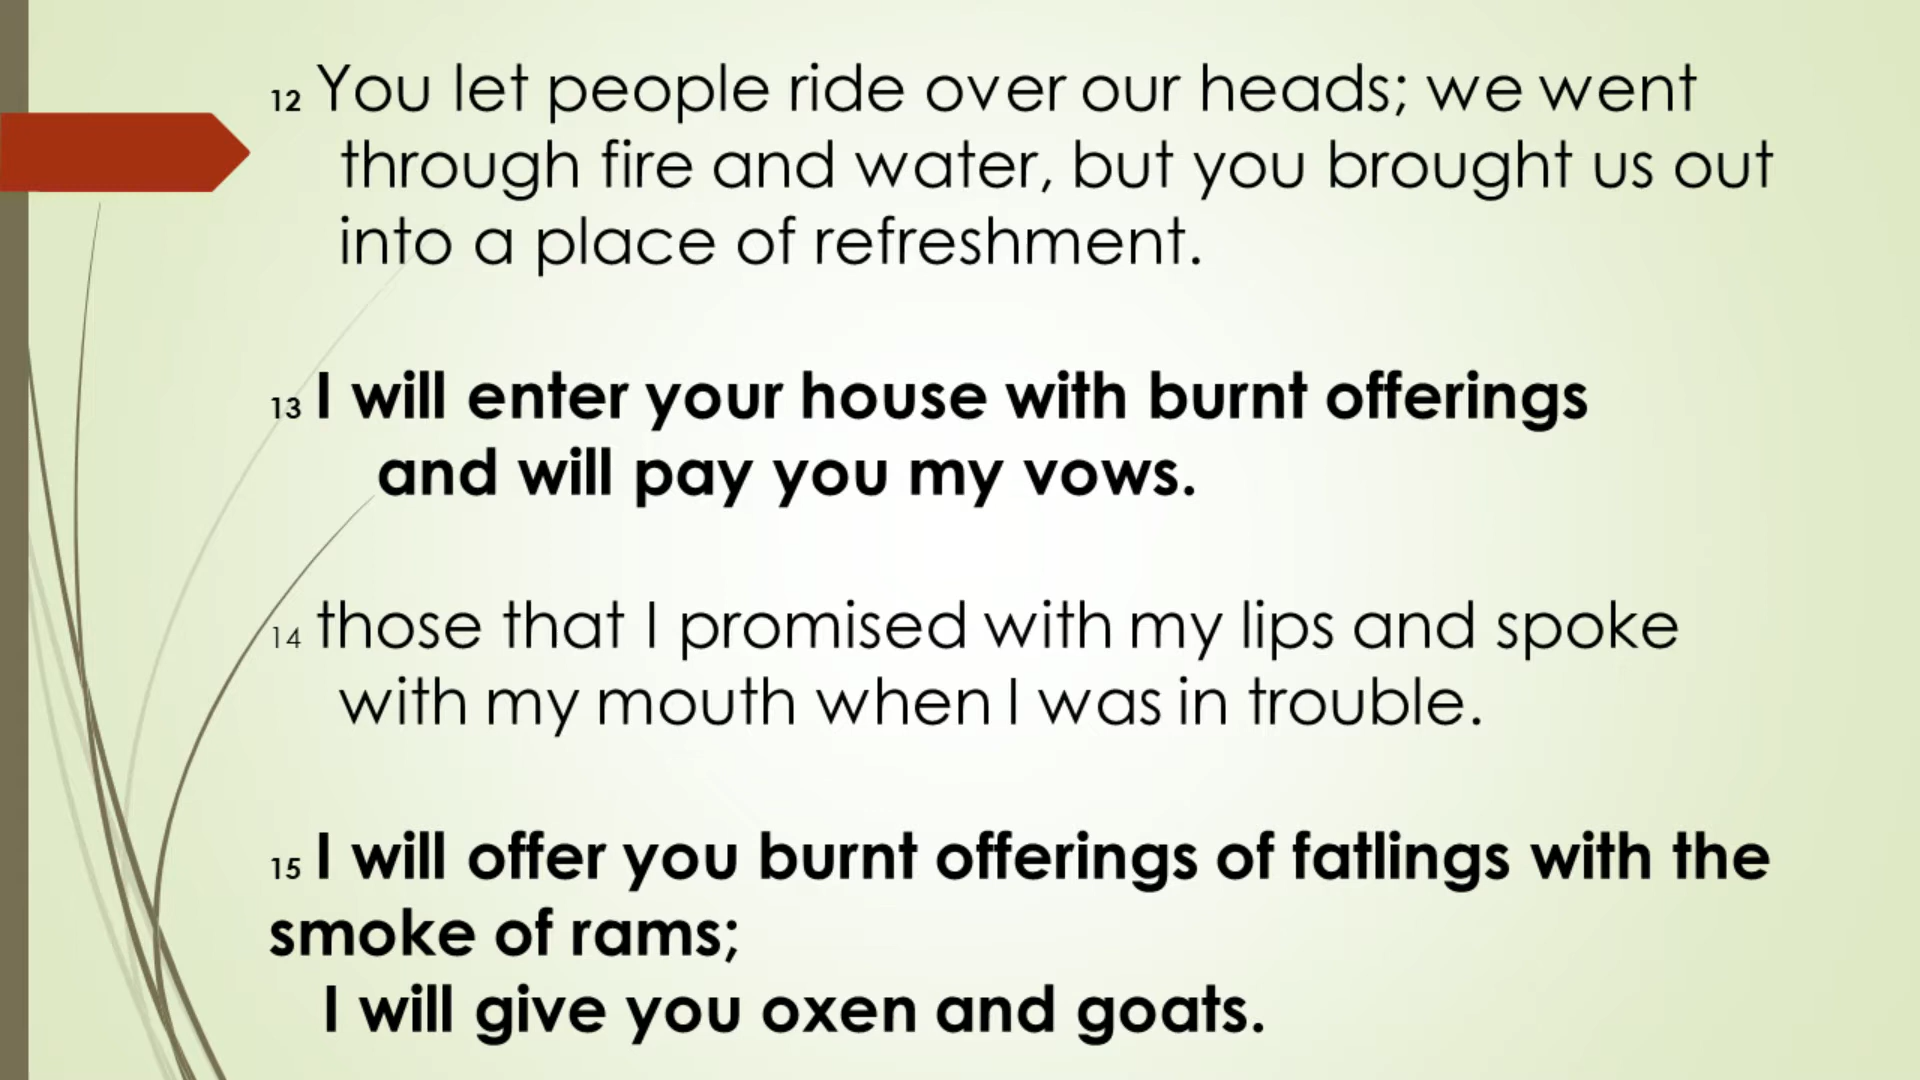 12 You let people ride over our heads; we went
through fire and water, but you brought us out
into a place of refreshment.
13 I will enter your house with burnt offerings
and will pay you my vows.
14 those that I promised with my lips and spoke
with my mouth when I was in trouble.
15 I will offer you burnt offerings of fatlings with the
smoke of rams;
I will give you oxen and goats.